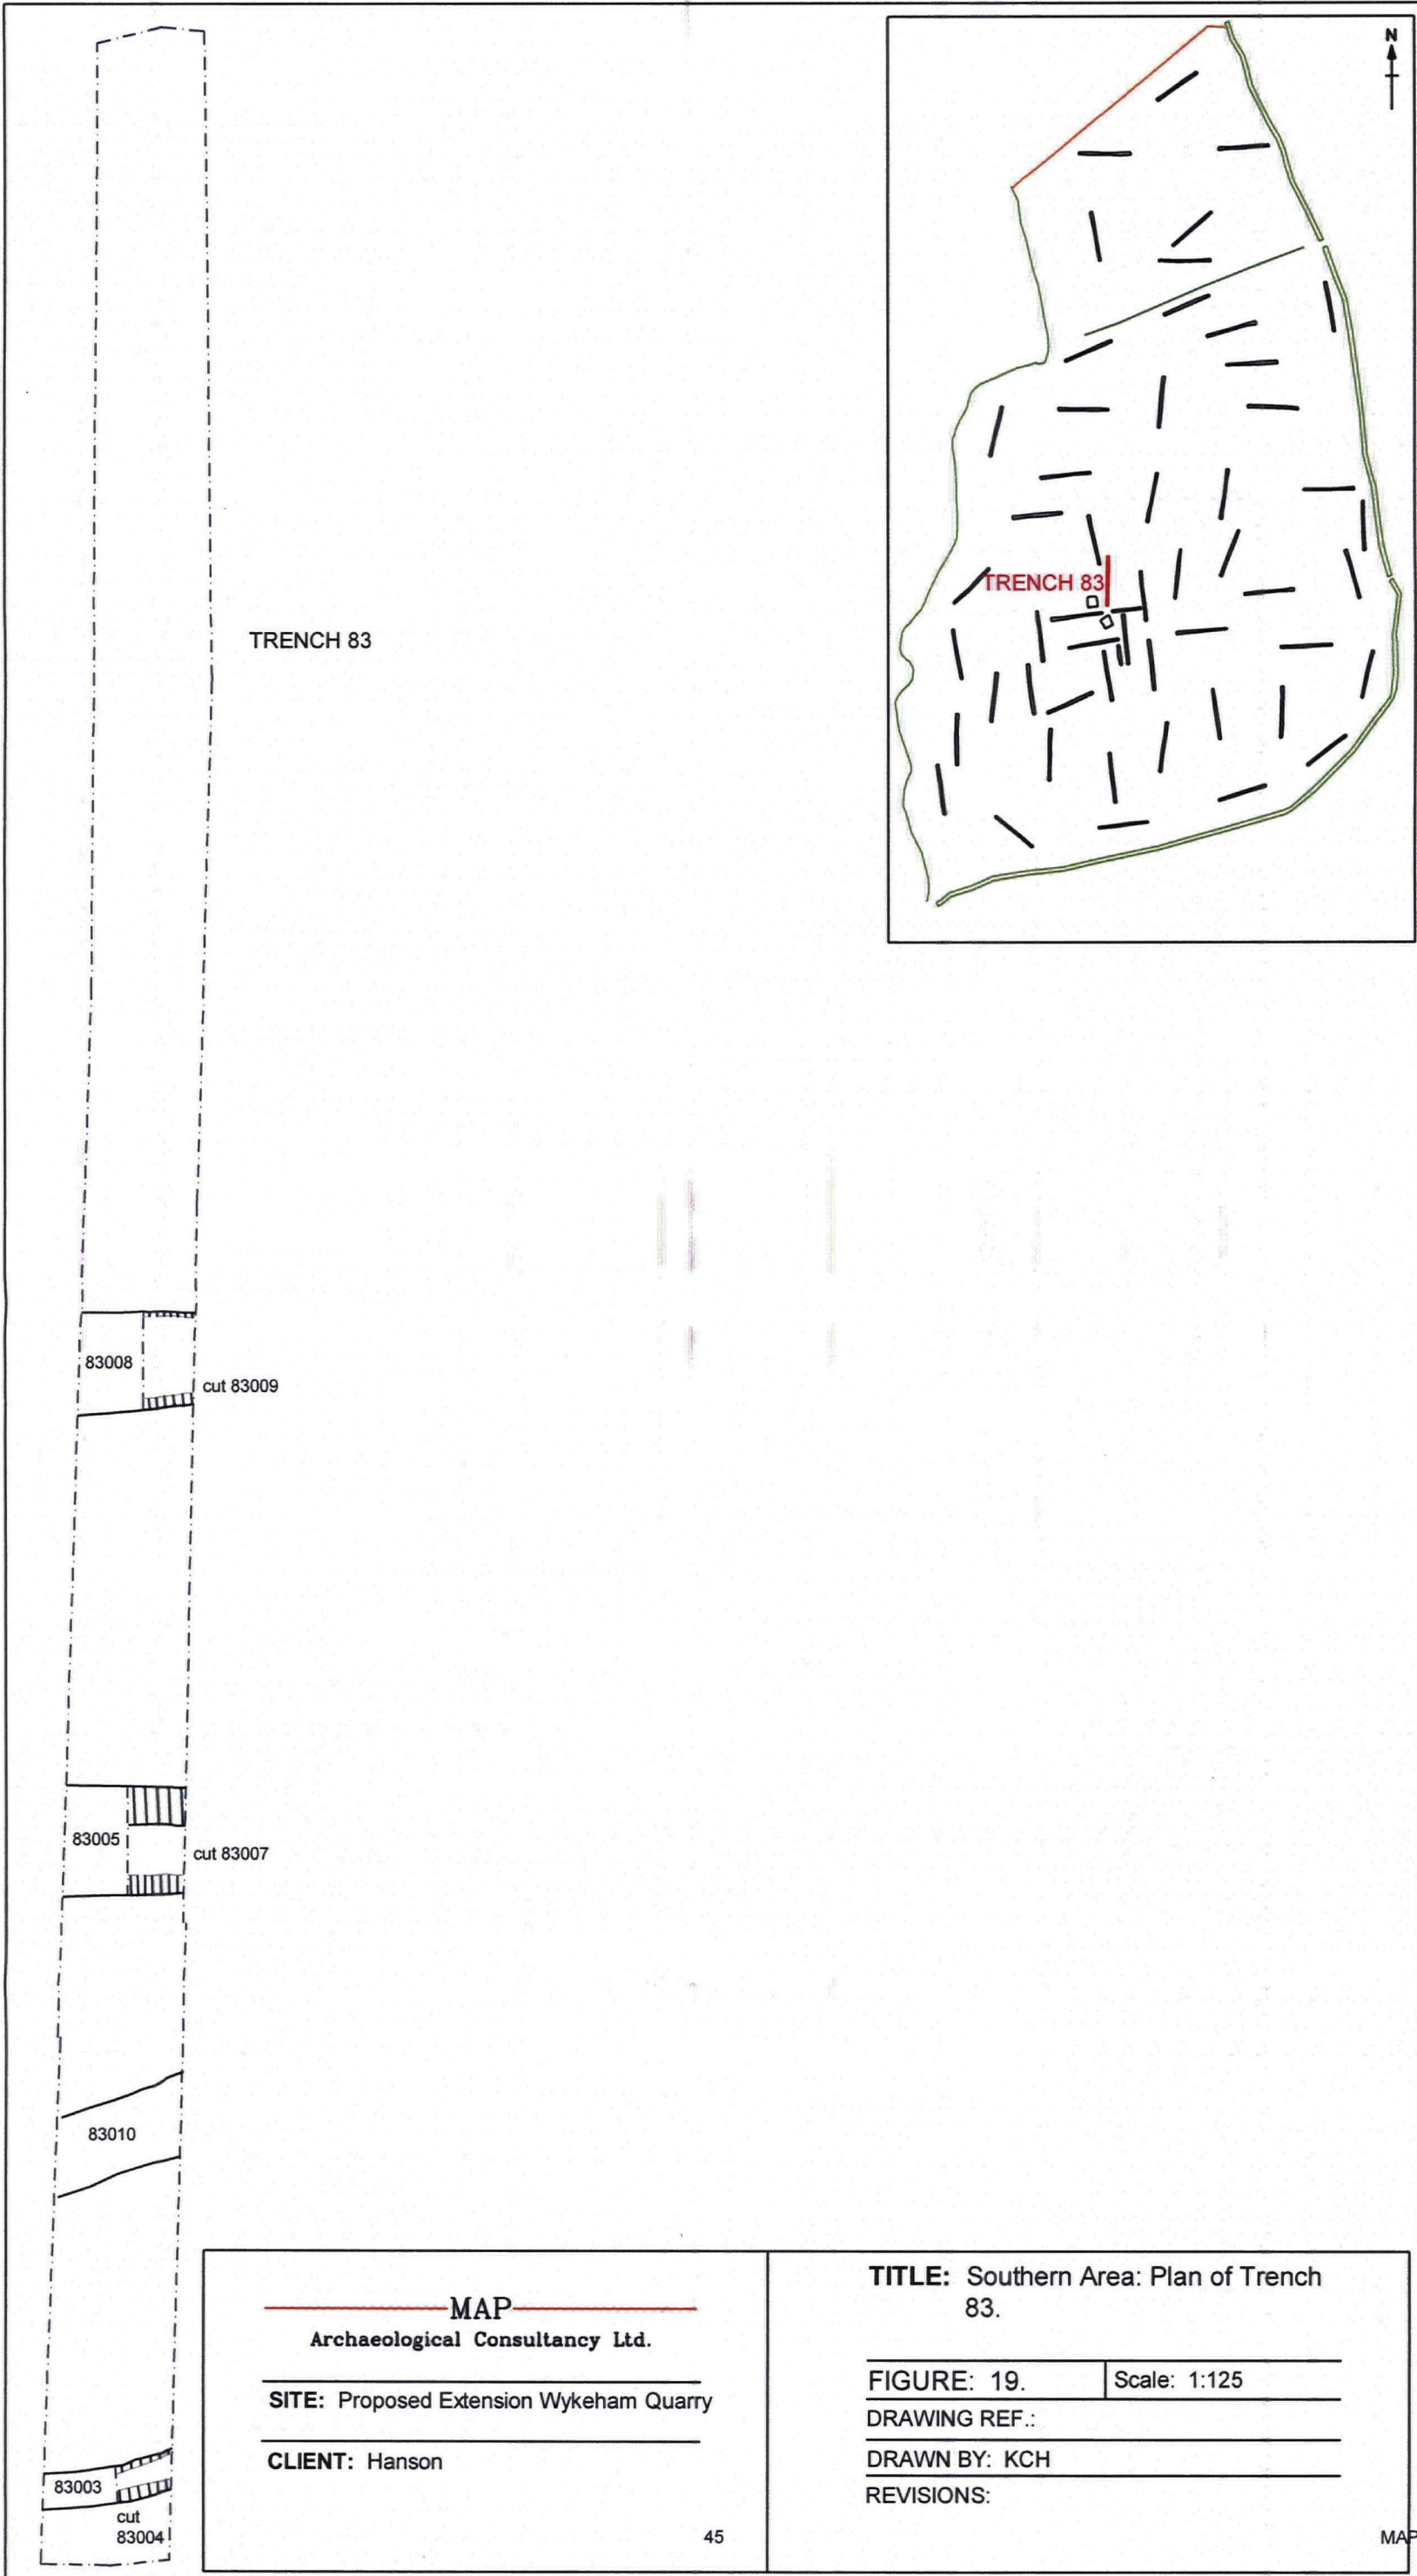 N
TRENCH 83
TRENCH 83
83008
cut 83009
83005
cut 83007
83010
83003
cut
83004
MAP
Archaeological Consultancy Ltd.
SITE: Proposed Extension Wykeham Quarry
CLIENT: Hanson
45
TITLE: Southern Area: Plan of Trench
83.
FIGURE: 19.
Scale: 1:125
DRAWING REF.:
DRAWN BY: KCH
REVISIONS:
MAP